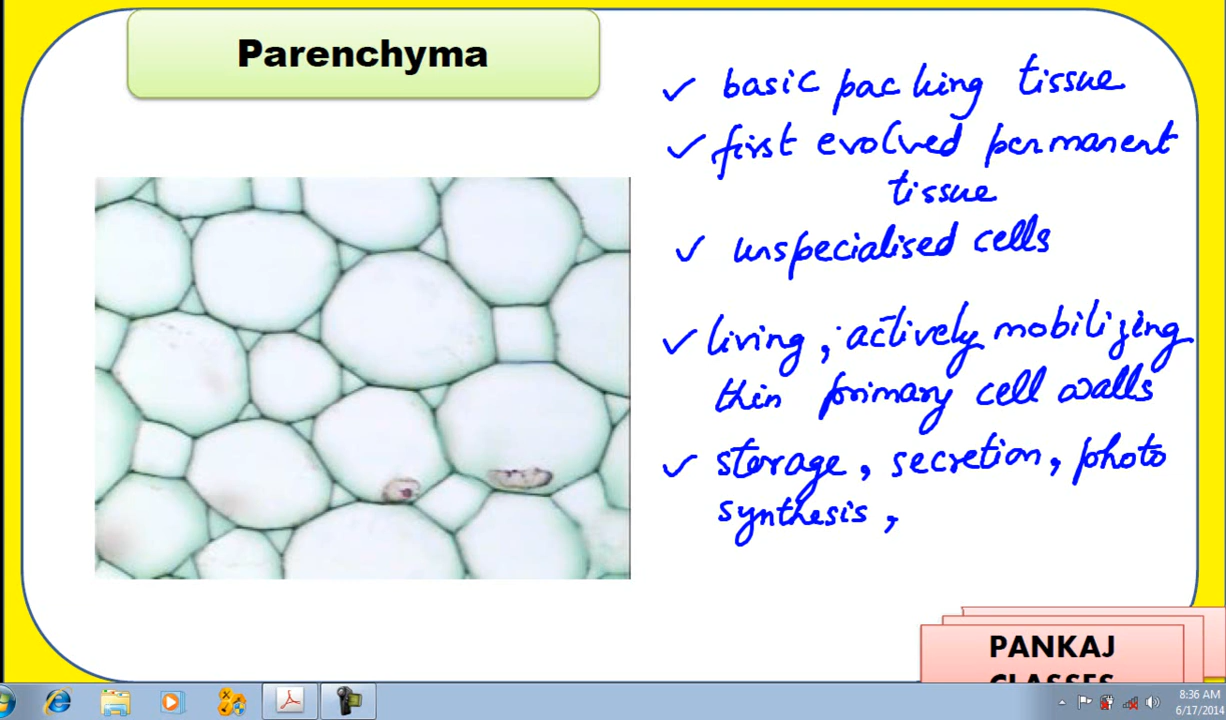 Parenchyma
✓ basic packing tissue
✓ first evolved permanent
tissue
✓ unspecialised cells
✓ living, actively mobilizing
thin primary cell walls
✓ storage, secretion, photo
synthesis,
PANKAJ
CLASSES
8:36 AM
6/17/2014